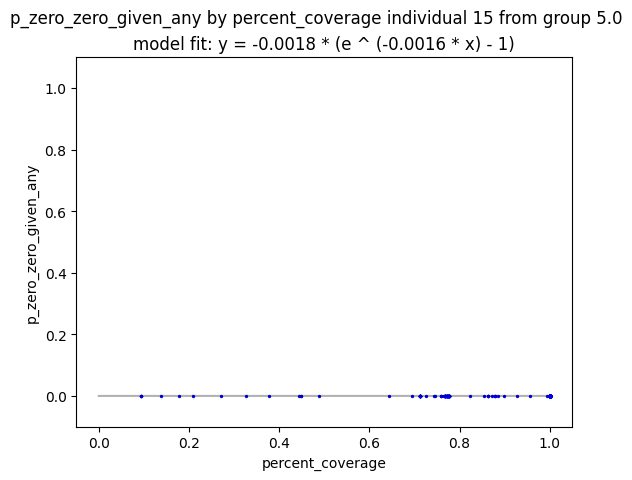 p_zero_zero_given_any by percent_coverage individual 15 from group 5.0
model fit: y = -0.0018 * (e ^ (-0.0016 * x) - 1)
1.0
0.8
0.6
0.4
0.2
0.0
p_zero_zero_given_any
0.0 0.2 0.4 0.6 0.8 1.0
percent_coverage